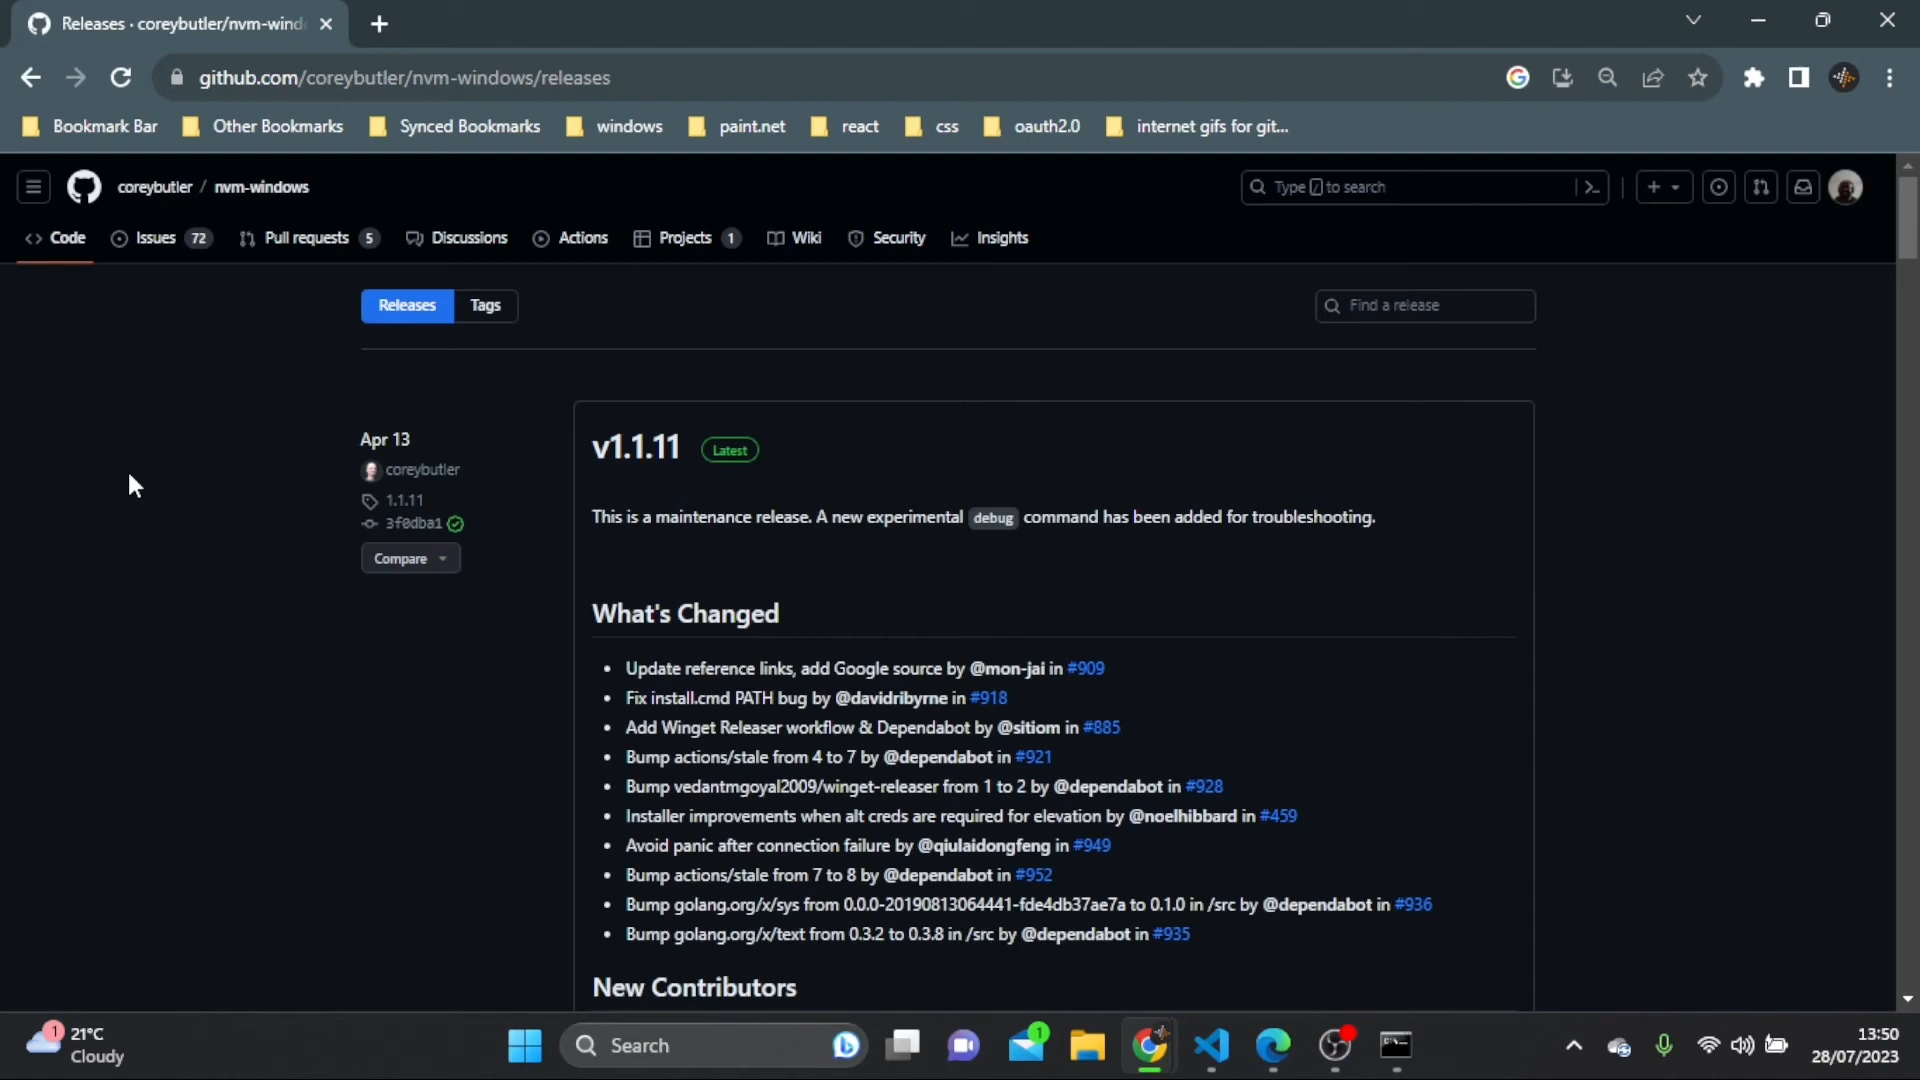 Releases · coreybutler/nvm-wind
github.com/coreybutler/nvm-windows/releases
Bookmark Bar Other Bookmarks Synced Bookmarks windows paint.net react css oauth2.0 internet gifs for git...
coreybutler / nvm-windows Type / to search
Code Issues 72 Pull requests 5 Discussions Actions Projects 1 Wiki Security Insights
Releases Tags Find a release
Apr 13
coreybutler
1.1.11
3f0dba1
Compare
v1.1.11 Latest
This is a maintenance release. A new experimental debug command has been added for troubleshooting.
What's Changed
• Update reference links, add Google source by @mon-jai in #909
• Fix install.cmd PATH bug by @davidribyrne in #918
• Add Winget Releaser workflow & Dependabot by @sitiom in #885
• Bump actions/stale from 4 to 7 by @dependabot in #921
• Bump vedantmgoyal2009/winget-releaser from 1 to 2 by @dependabot in #928
• Installer improvements when alt creds are required for elevation by @noelhibbard in #459
• Avoid panic after connection failure by @qiulaidongfeng in #949
• Bump actions/stale from 7 to 8 by @dependabot in #952
• Bump golang.org/x/sys from 0.0.0-20190813064441-fde4db37ae7a to 0.1.0 in /src by @dependabot in #936
• Bump golang.org/x/text from 0.3.2 to 0.3.8 in /src by @dependabot in #935
New Contributors
1 21°C
Cloudy
Search
1
13:50
28/07/2023